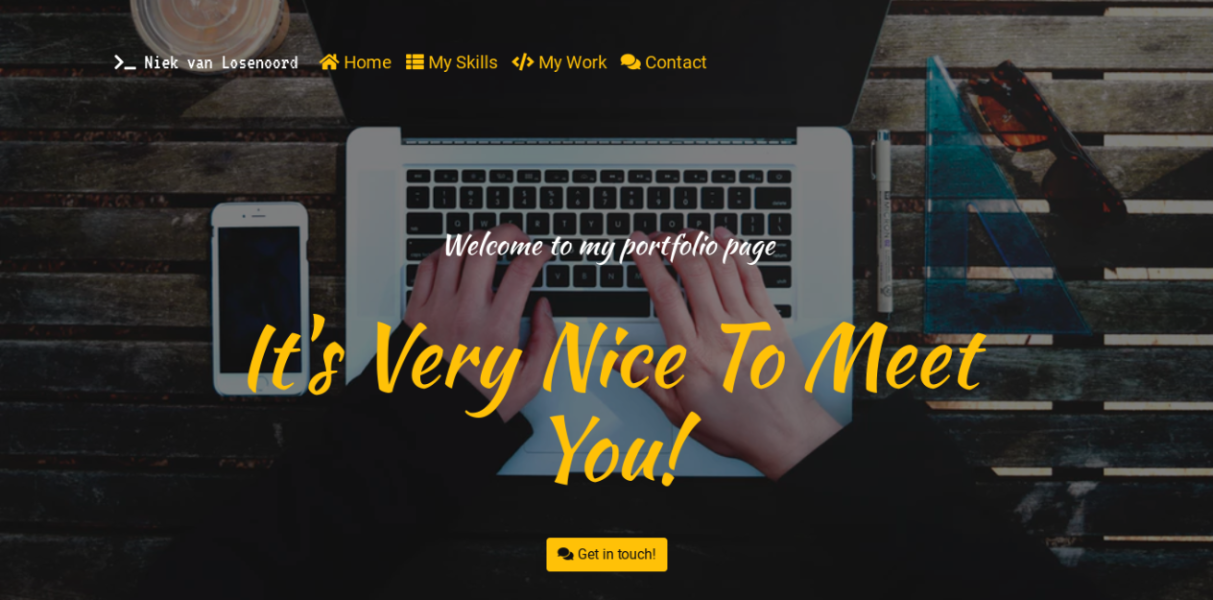 Niek van Losenoord Home My Skills My Work Contact
Welcome to my portfolio page
It's Very Nice To Meet
You!
Get in touch!